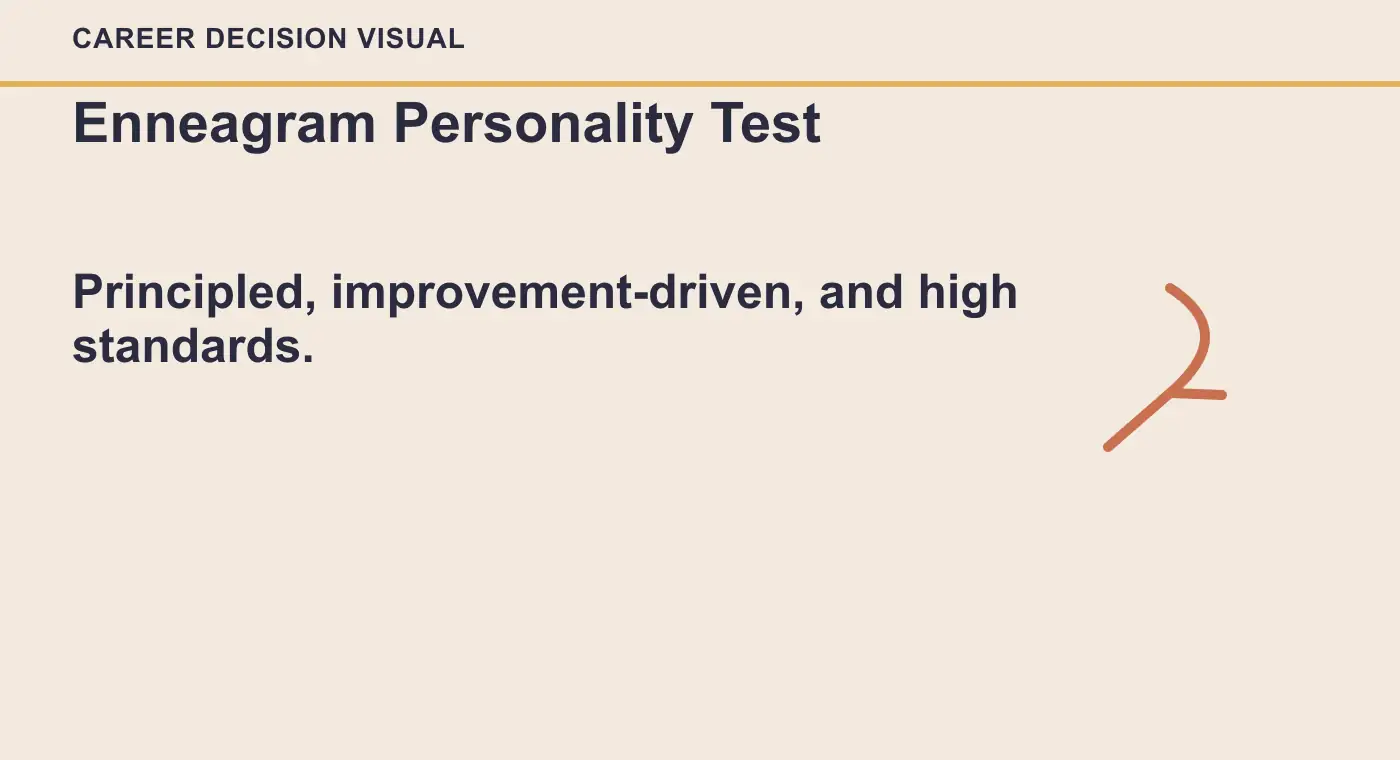 CAREER DECISION VISUAL
Enneagram Personality Test
Principled, improvement-driven, and high
standards.